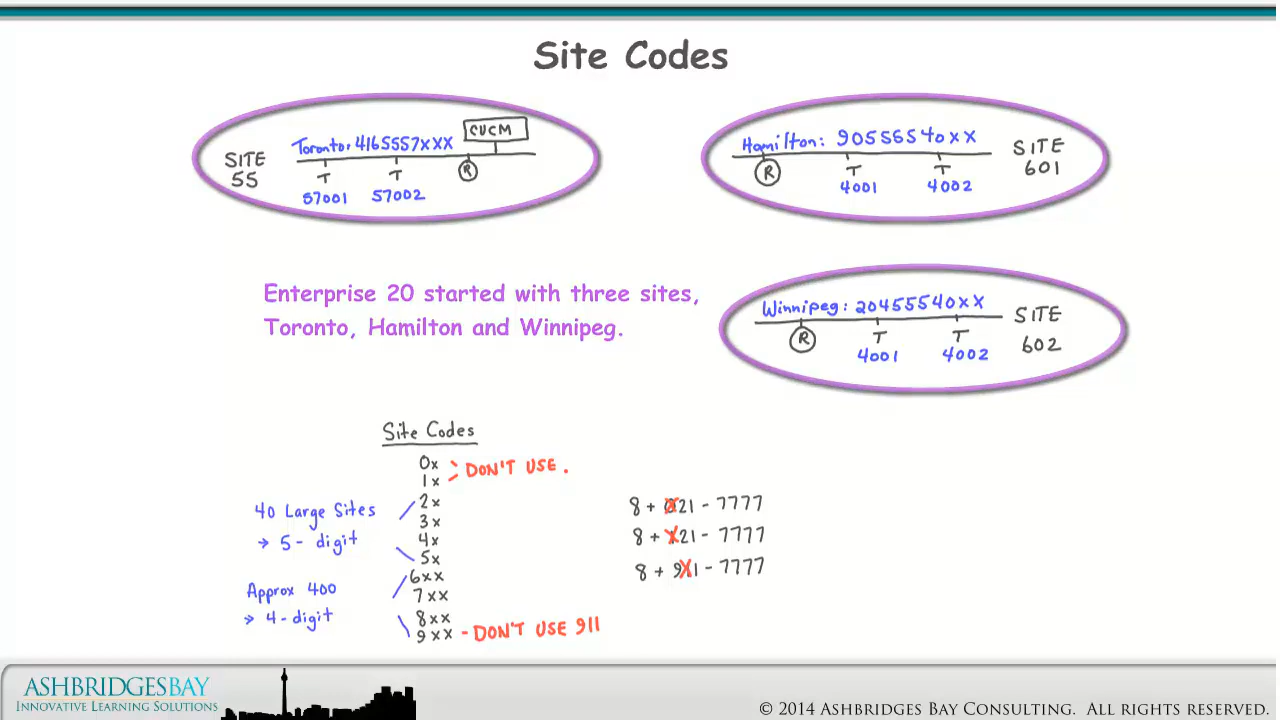 Site Codes
SITE
55
Toronto: 4165557XXX
CUCM
R
T
T
57001
57002
Hamilton: 90556540XX
SITE
601
R
T
T
4001
4002
Enterprise 20 started with three sites,
Toronto, Hamilton and Winnipeg.
Winnipeg: 20455540XX
SITE
602
R
T
T
4001
4002
Site Codes
0x
1x
DON'T USE.
2x
3x
4x
5x
40 Large Sites
→ 5-digit
6xx
7xx
8xx
9xx - DON'T USE 911
Approx 400
→ 4-digit
8 + 021 - 7777
8 + 121 - 7777
8 + 911 - 7777
ASHBRIDGESBAY
INNOVATIVE LEARNING SOLUTIONS
© 2014 ASHBRIDGES BAY CONSULTING. ALL RIGHTS RESERVED.